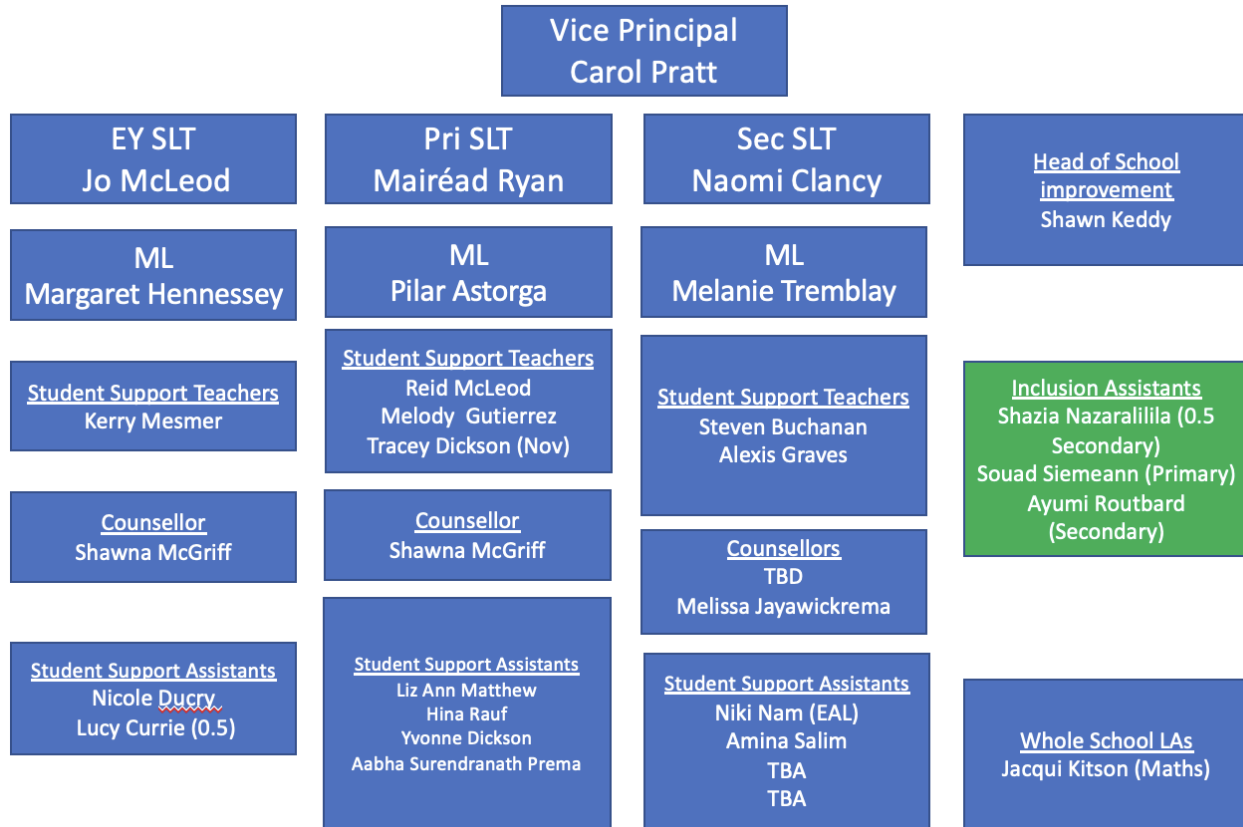 Vice Principal
Carol Pratt
EY SLT
Jo McLeod
Pri SLT
Mairéad Ryan
Sec SLT
Naomi Clancy
Head of School
improvement
Shawn Keddy
ML
Margaret Hennessey
ML
Pilar Astorga
ML
Melanie Tremblay
Student Support Teachers
Kerry Mesmer
Student Support Teachers
Reid McLeod
Melody Gutierrez
Tracey Dickson (Nov)
Student Support Teachers
Steven Buchanan
Alexis Graves
Inclusion Assistants
Shazia Nazaralilila (0.5
Secondary)
Souad Siemeann (Primary)
Ayumi Routbard
(Secondary)
Counsellor
Shawna McGriff
Counsellor
Shawna McGriff
Counsellors
TBD
Melissa Jayawickrema
Student Support Assistants
Nicole Ducry
Lucy Currie (0.5)
Student Support Assistants
Liz Ann Matthew
Hina Rauf
Yvonne Dickson
Aabha Surendranath Prema
Student Support Assistants
Niki Nam (EAL)
Amina Salim
TBA
TBA
Whole School LAs
Jacqui Kitson (Maths)